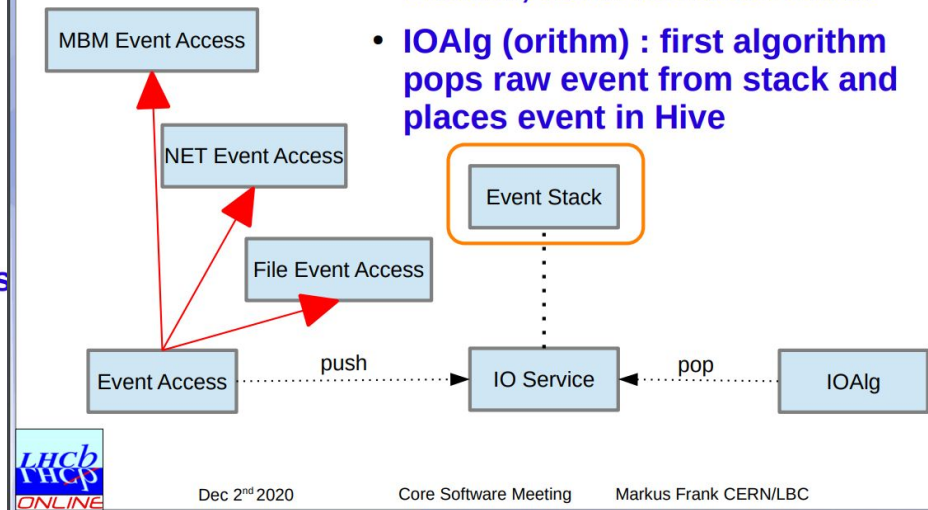 MBM Event Access
• IOAlg (orithm) : first algorithm
pops raw event from stack and
places event in Hive
NET Event Access
Event Stack
File Event Access
s
Event Access
push
IO Service
pop
IOAlg
LHCb
LHCb
ONLINE
Dec 2nd 2020
Core Software Meeting
Markus Frank CERN/LBC